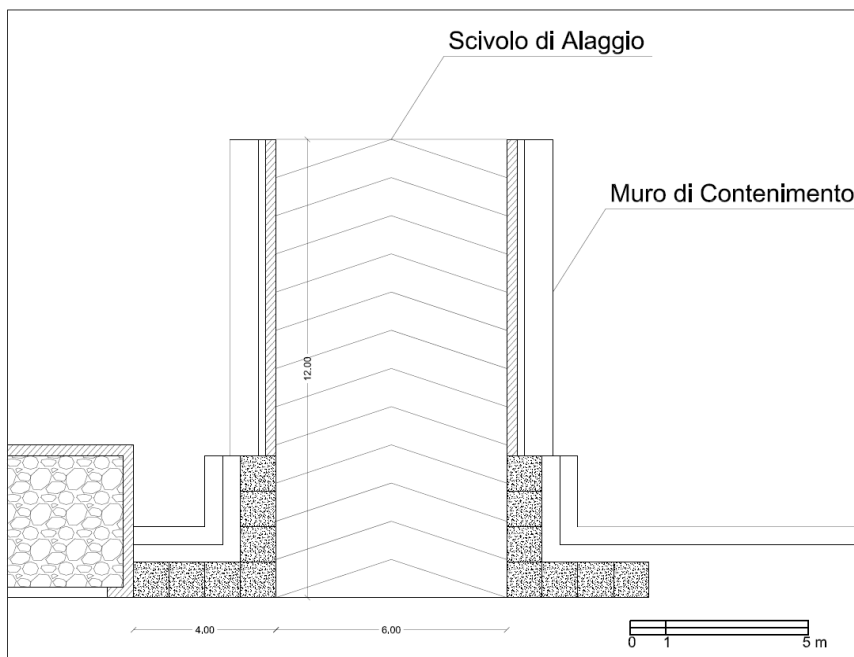 Scivolo di Alaggio
Muro di Contenimento
12.00
4.00
6.00
0 1 5 m